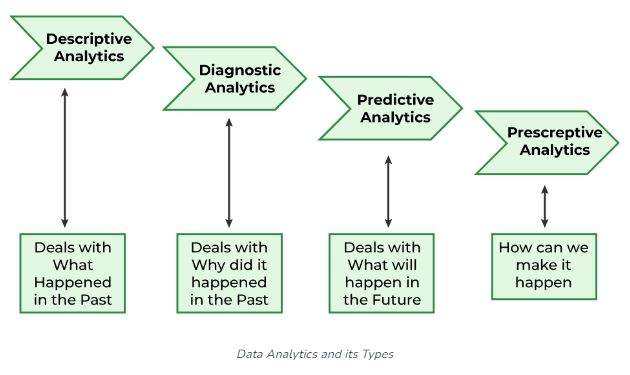 Descriptive
Analytics
Diagnostic
Analytics
Predictive
Analytics
Prescreptive
Analytics
Deals with
What
Happened
in the Past
Deals with
Why did it
happened
in the Past
Deals with
What will
happen in
the Future
How can we
make it
happen
Data Analytics and its Types